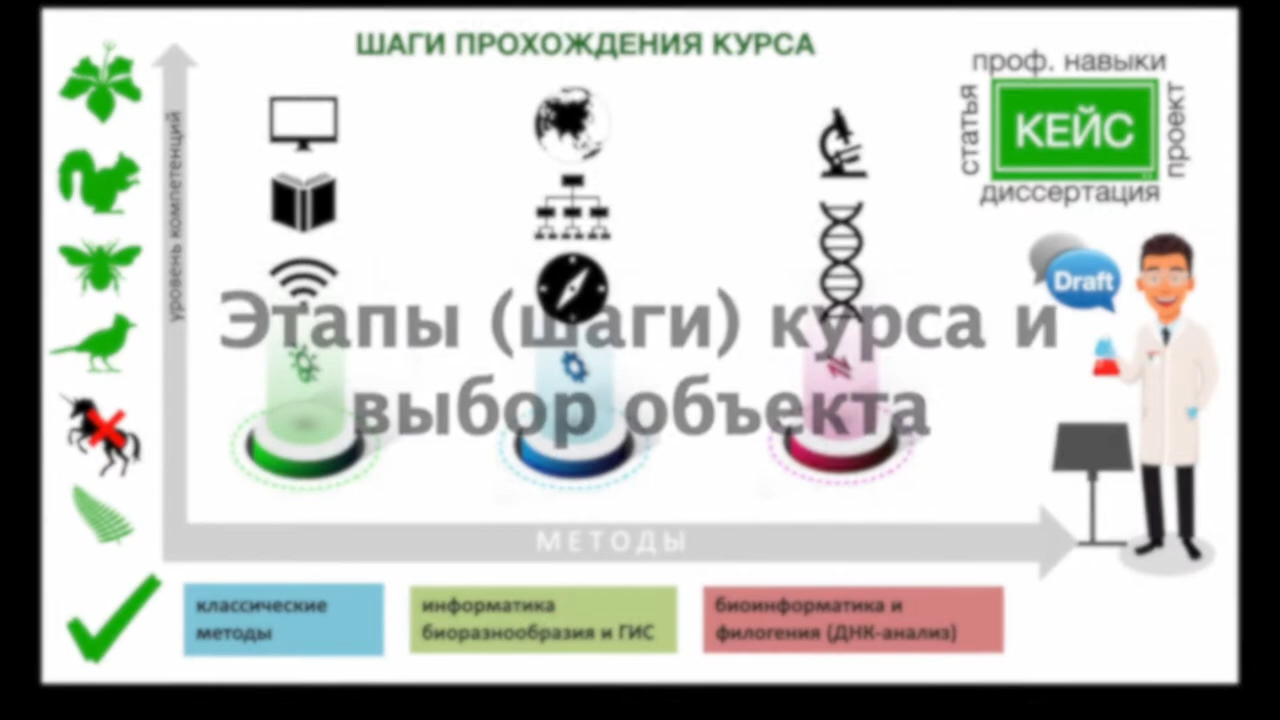 ШАГИ ПРОХОЖДЕНИЯ КУРСА
проф. навыки
статья
КЕЙС
проект
диссертация
уровень компетенций
Draft
Этапы (шаги) курса и
выбор объекта
МЕТОДЫ
классические
методы
информатика
биоразнообразия и ГИС
биоинформатика и
филогения (ДНК-анализ)